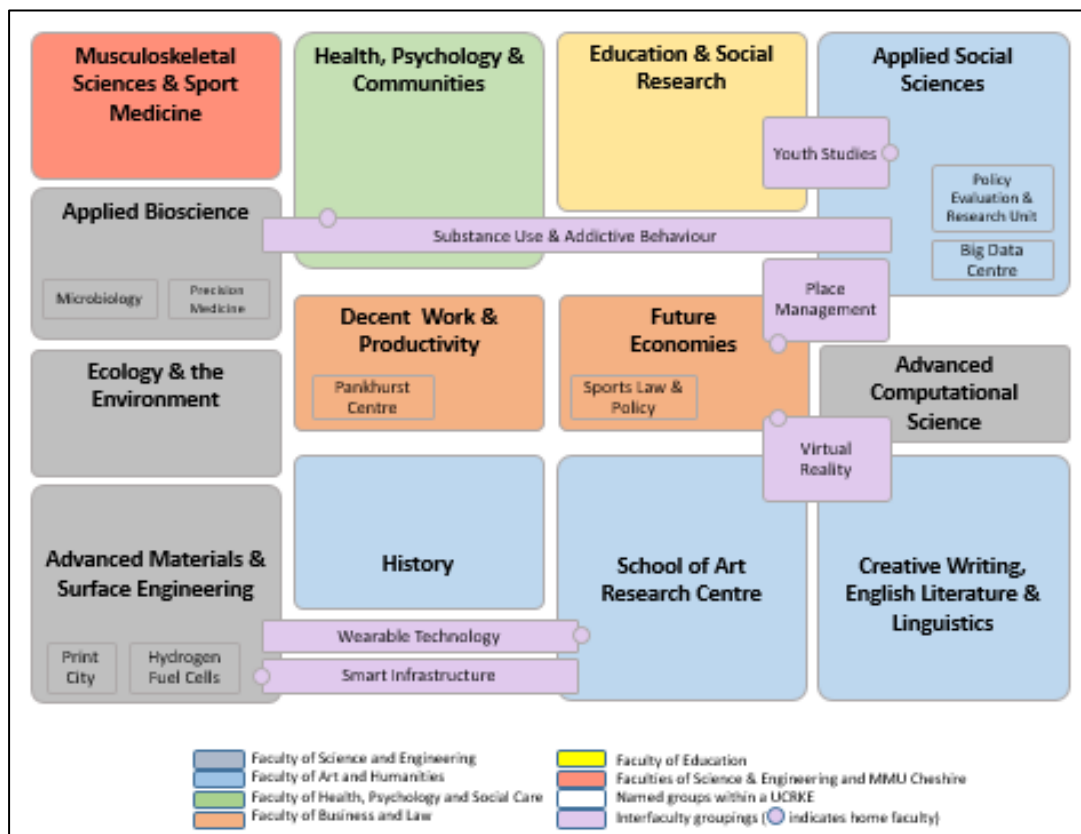 Musculoskeletal
Sciences & Sport
Medicine
Health, Psychology &
Communities
Education & Social
Research
Applied Social
Sciences
Youth Studies
Policy
Evaluation &
Research Unit
Big Data
Centre
Applied Bioscience
Microbiology
Precision
Medicine
Substance Use & Addictive Behaviour
Place
Management
Decent Work &
Productivity
Pankhurst
Centre
Future
Economies
Sports Law &
Policy
Advanced
Computational
Science
Ecology & the
Environment
Virtual
Reality
Advanced Materials &
Surface Engineering
Print
City
Hydrogen
Fuel Cells
History
School of Art
Research Centre
Creative Writing,
English Literature &
Linguistics
Wearable Technology
Smart Infrastructure
Faculty of Science and Engineering
Faculty of Art and Humanities
Faculty of Health, Psychology and Social Care
Faculty of Business and Law
Faculty of Education
Faculties of Science & Engineering and MMU Cheshire
Named groups within a UCRKE
Interfaculty groupings ( indicates home faculty)